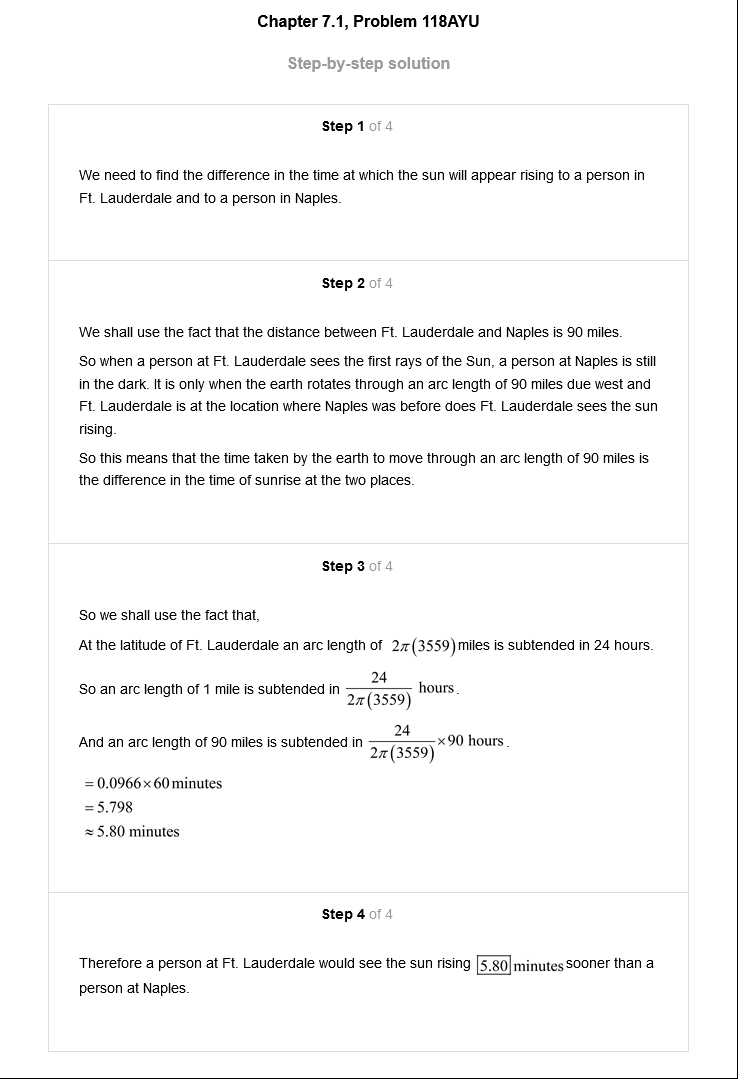 Chapter 7.1, Problem 118AYU
Step-by-step solution
Step 1 of 4
We need to find the difference in the time at which the sun will appear rising to a person in
Ft. Lauderdale and to a person in Naples.
Step 2 of 4
We shall use the fact that the distance between Ft. Lauderdale and Naples is 90 miles.
So when a person at Ft. Lauderdale sees the first rays of the Sun, a person at Naples is still
in the dark. It is only when the earth rotates through an arc length of 90 miles due west and
Ft. Lauderdale is at the location where Naples was before does Ft. Lauderdale sees the sun
rising.
So this means that the time taken by the earth to move through an arc length of 90 miles is
the difference in the time of sunrise at the two places.
Step 3 of 4
So we shall use the fact that,
At the latitude of Ft. Lauderdale an arc length of 2π(3559) miles is subtended in 24 hours.
So an arc length of 1 mile is subtended in 24/2π(3559) hours.
And an arc length of 90 miles is subtended in 24/2π(3559) ×90 hours.
= 0.0966×60 minutes
= 5.798
≈ 5.80 minutes
Step 4 of 4
Therefore a person at Ft. Lauderdale would see the sun rising 5.80 minutes sooner than a
person at Naples.